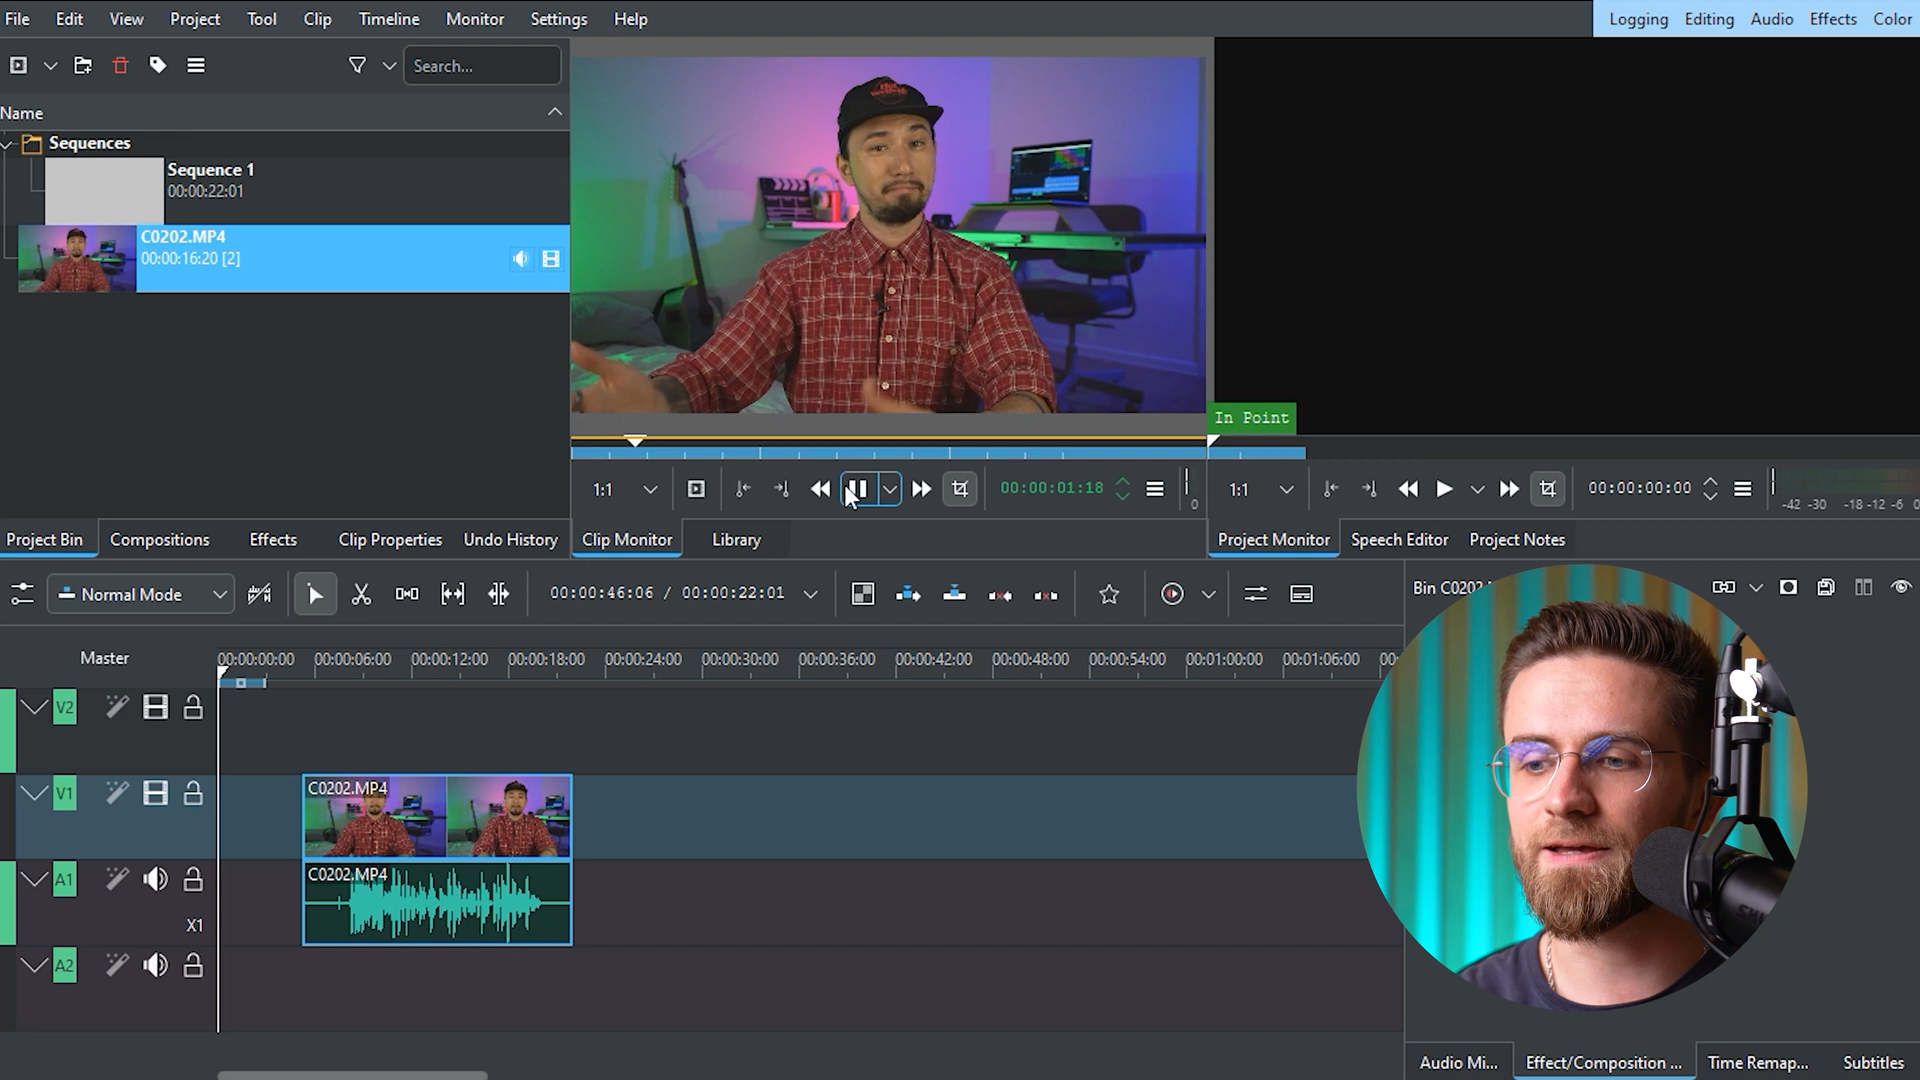 File Edit View Project Tool Clip Timeline Monitor Settings Help
Logging Editing Audio Effects Color
Search...
Name
Sequences
Sequence 1
00:00:22:01
C0202.MP4
00:00:16:20 [2]
In Point
1:1
00:00:01:18
0
1:1
00:00:00:00
-42 -30 -18 -12 -6 0
Project Bin Compositions Effects Clip Properties Undo History
Clip Monitor Library
Project Monitor Speech Editor Project Notes
Normal Mode
00:00:46:06 / 00:00:22:01
Bin C0202.
Master
00:00:00:00 00:00:06:00 00:00:12:00 00:00:18:00 00:00:24:00 00:00:30:00 00:00:36:00 00:00:42:00 00:00:48:00 00:00:54:00 00:01:00:00 00:01:06:00 00:
V2
V1
C0202.MP4
A1
C0202.MP4
X1
A2
Audio Mi... Effect/Composition ... Time Remap... Subtitles